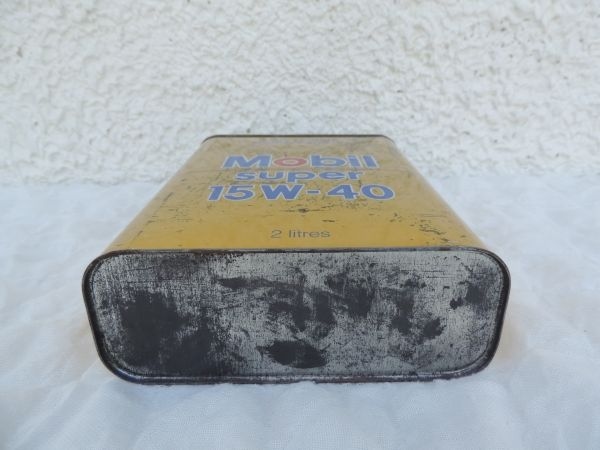 Mobil
super
15W-40
2 litres